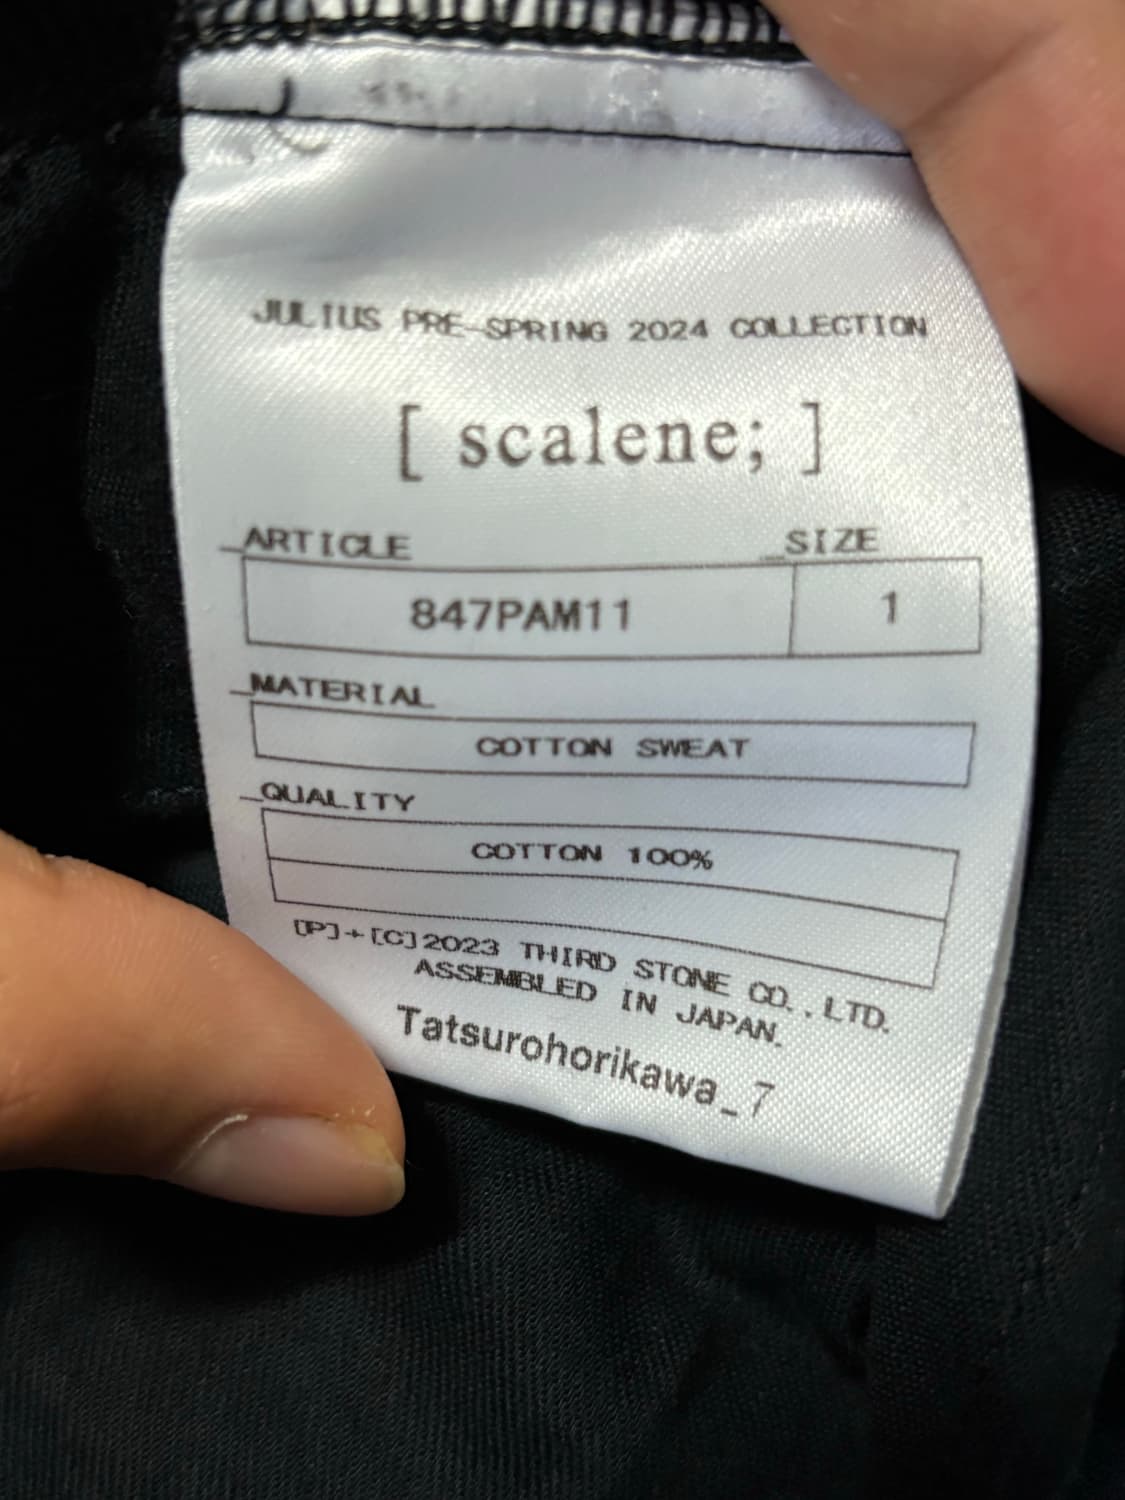 JULIUS PRE-SPRING 2024 COLLECTION
[ scalene; ]
_ARTICLE _SIZE
847PAM11 1
_MATERIAL
COTTON SWEAT
_QUALITY
COTTON 100%
[P]+[C]2023 THIRD STONE CO.,LTD.
ASSEMBLED IN JAPAN.
Tatsurohorikawa_7